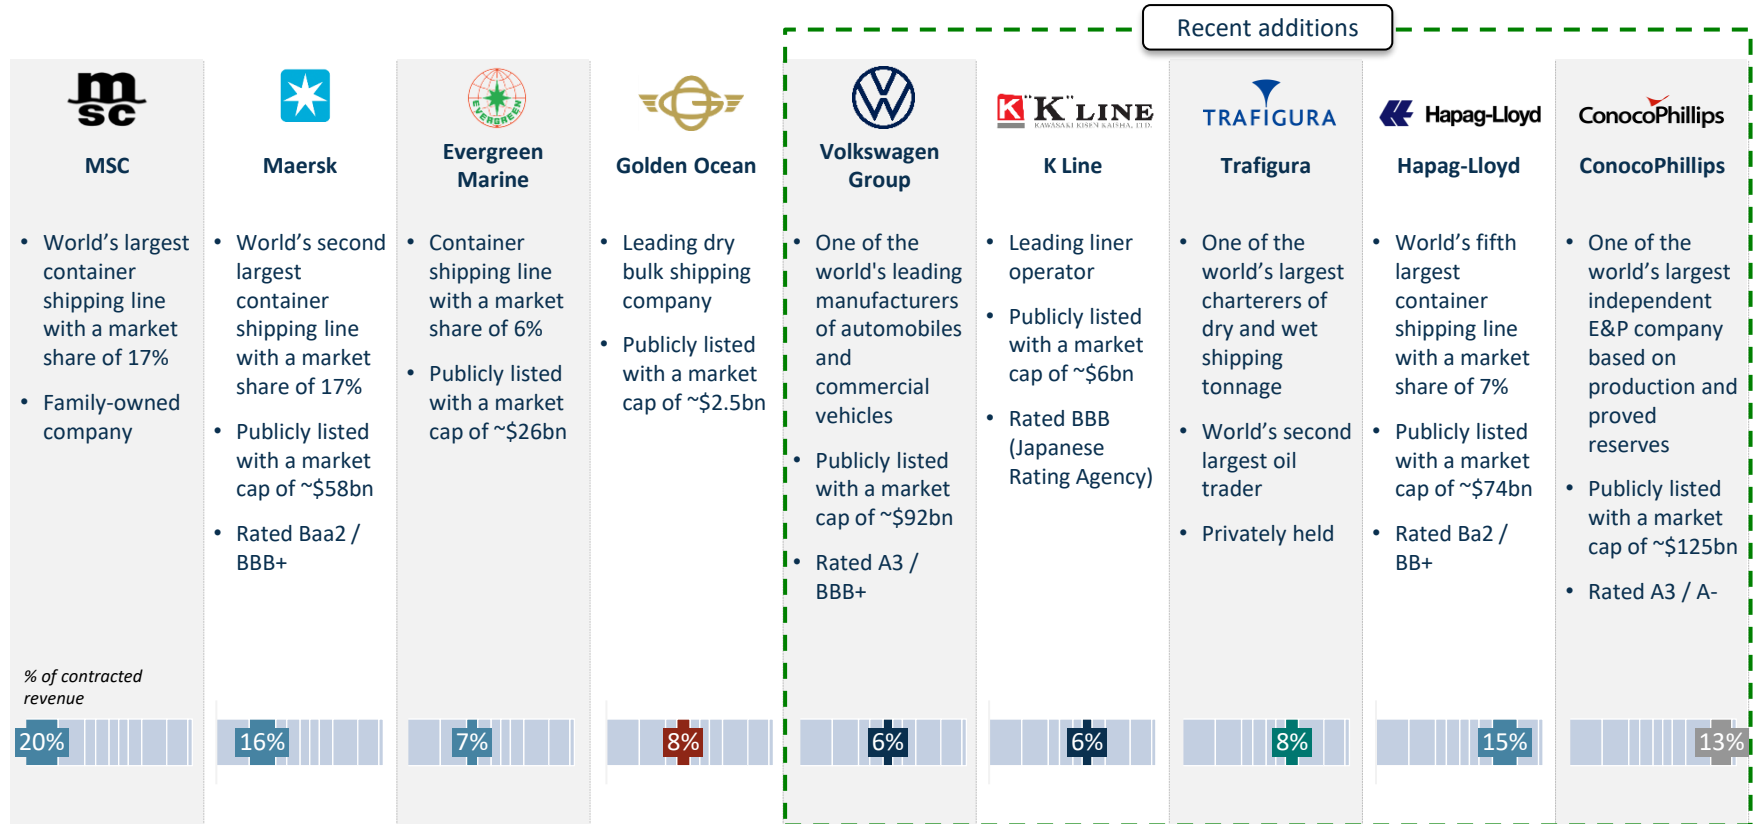 Recent additions
msc
MSC
World's largest
container
shipping line
with a market
share of 17%
Family-owned
company
Maersk
World's second
largest
container
shipping line
with a market
share of 17%
Publicly listed
with a market
cap of ~$58bn
Rated Baa2 /
BBB+
EVERGREEN
Evergreen
Marine
Container
shipping line
with a market
share of 6%
Publicly listed
with a market
cap of ~$26bn
Golden Ocean
Leading dry
bulk shipping
company
Publicly listed
with a market
cap of ~$2.5bn
Volkswagen
Group
One of the
world's leading
manufacturers
of automobiles
and
commercial
vehicles
Publicly listed
with a market
cap of ~$92bn
Rated A3 /
BBB+
K "K" LINE
KAWASAKI KISEN KAISHA, LTD.
K Line
Leading liner
operator
Publicly listed
with a market
cap of ~$6bn
Rated BBB
(Japanese
Rating Agency)
TRAFIGURA
Trafigura
One of the
world's largest
charterers of
dry and wet
shipping
tonnage
World's second
largest oil
trader
Privately held
Hapag-Lloyd
Hapag-Lloyd
World's fifth
largest
container
shipping line
with a market
share of 7%
Publicly listed
with a market
cap of ~$74bn
Rated Ba2 /
BB+
ConocoPhillips
ConocoPhillips
One of the
world's largest
independent
E&P company
based on
production and
proved
reserves
Publicly listed
with a market
cap of ~$125bn
Rated A3 / A-
% of contracted
revenue
20%
16%
7%
8%
6%
6%
8%
15%
13%